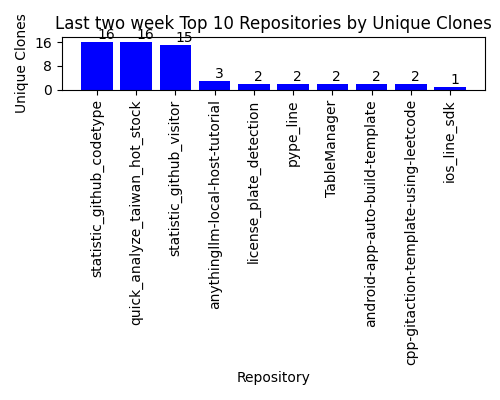 Last two week Top 10 Repositories by Unique Clones
Unique Clones
16
8
0
16
16
15
3
2
2
2
2
2
1
statistic_github_codetype
quick_analyze_taiwan_hot_stock
statistic_github_visitor
anythingllm-local-host-tutorial
license_plate_detection
pype_line
TableManager
android-app-auto-build-template
cpp-gitaction-template-using-leetcode
ios_line_sdk
Repository